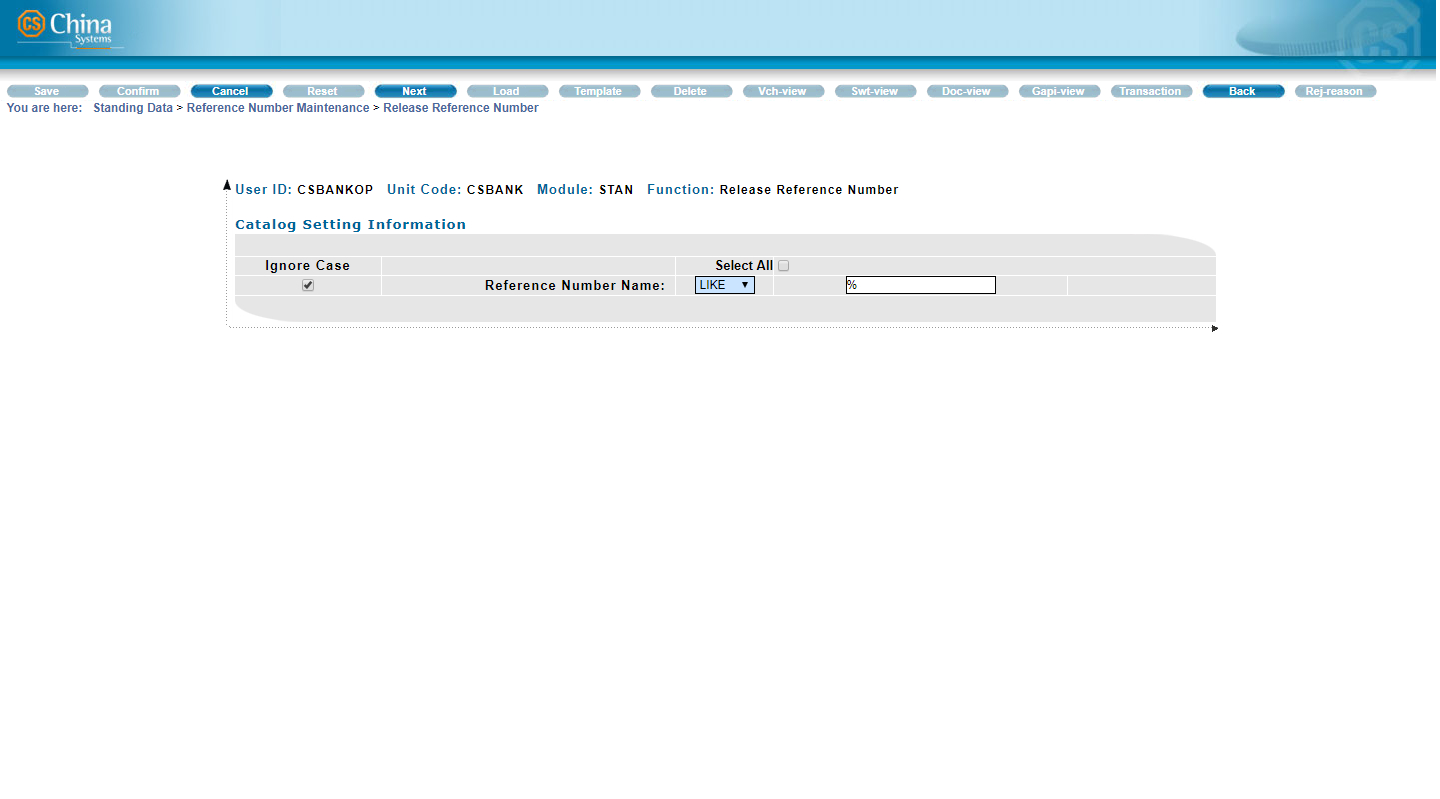 CS China
Systems
CS
Save Confirm Cancel Reset Next Load Template Delete Vch-view Swt-view Doc-view Gapi-view Transaction Back Rej-reason
You are here: Standing Data > Reference Number Maintenance > Release Reference Number
User ID: CSBANKOP Unit Code: CSBANK Module: STAN Function: Release Reference Number
Catalog Setting Information
Ignore Case Select All
Reference Number Name: LIKE %